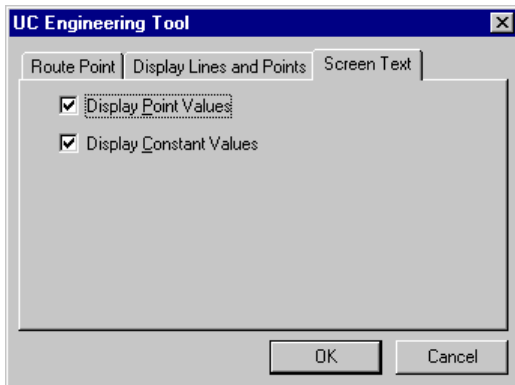 UC Engineering Tool
Route Point Display Lines and Points Screen Text
Display Point Values
Display Constant Values
OK Cancel